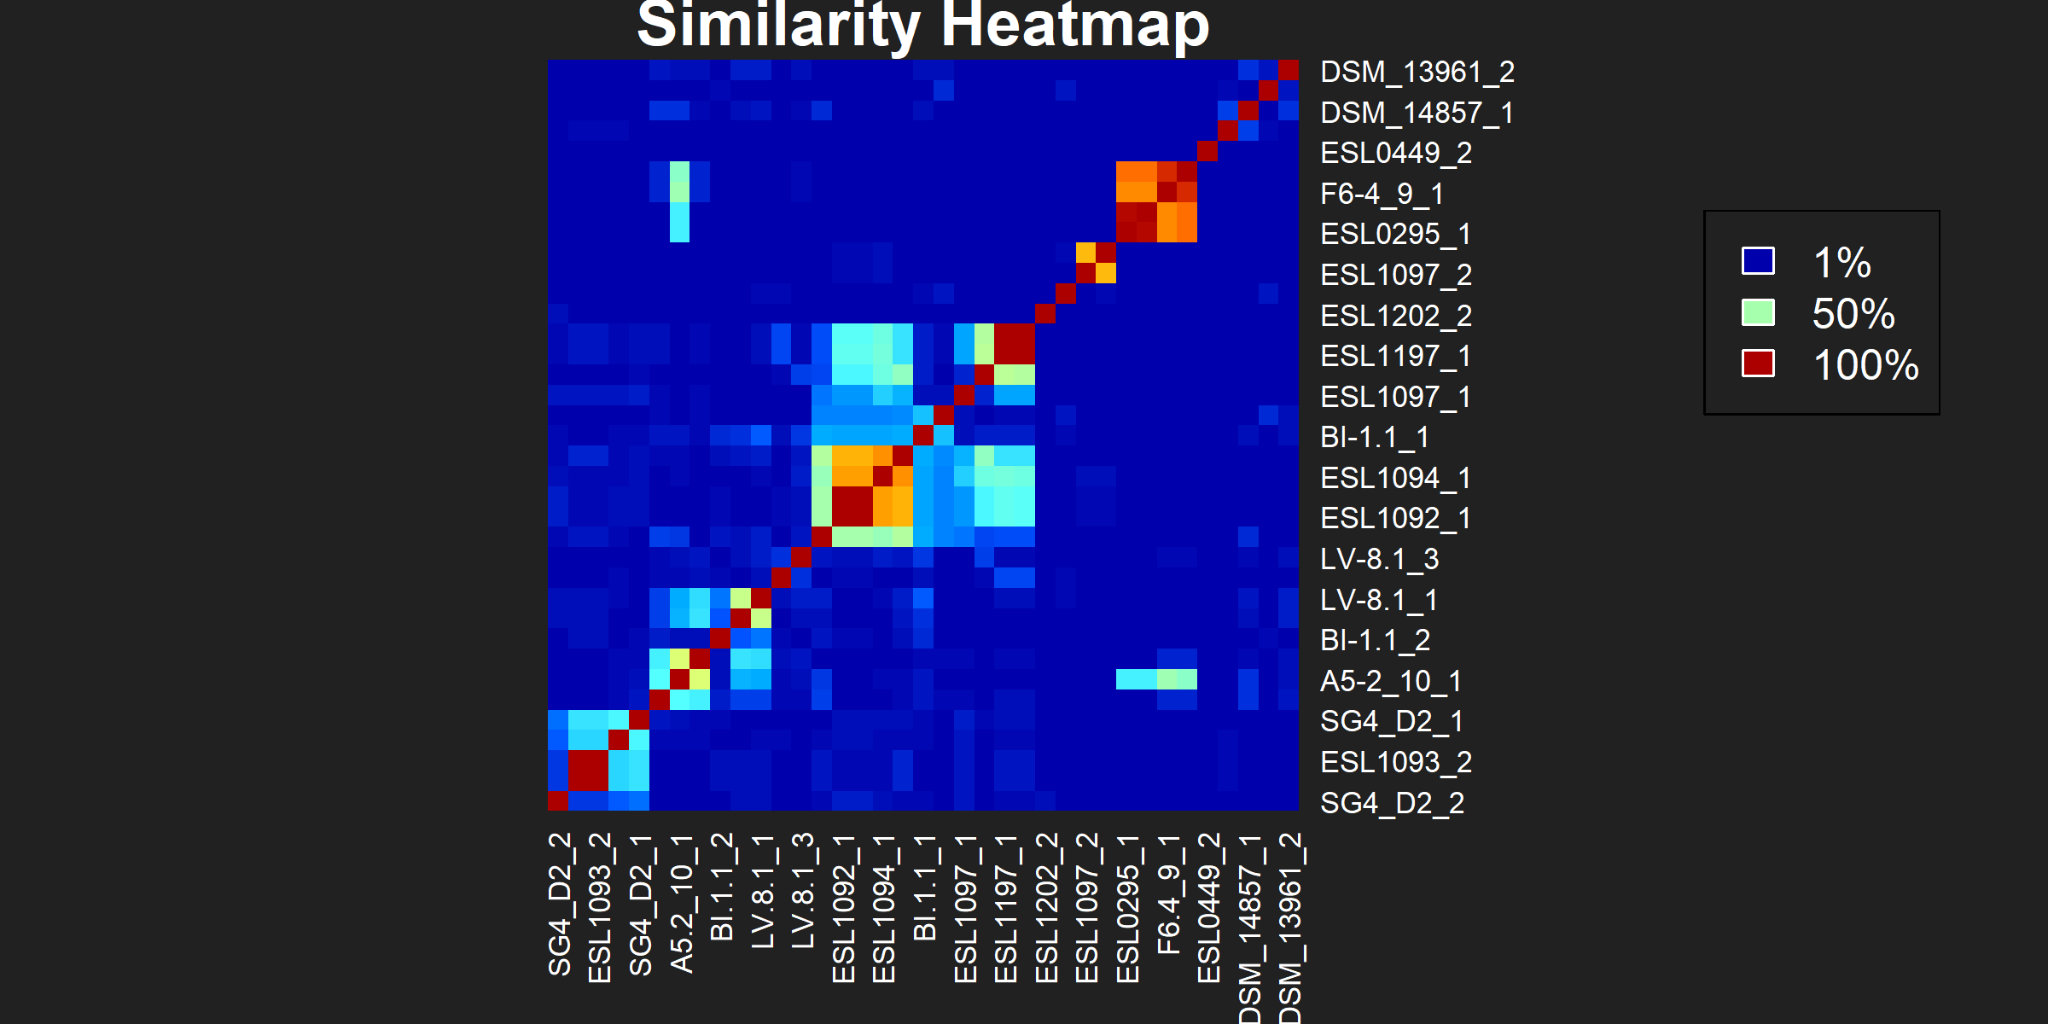 Similarity Heatmap
DSM_13961_2
DSM_14857_1
ESL0449_2
F6-4_9_1
ESL0295_1
ESL1097_2
ESL1202_2
ESL1197_1
ESL1097_1
BI-1.1_1
ESL1094_1
ESL1092_1
LV-8.1_3
LV-8.1_1
BI-1.1_2
A5-2_10_1
SG4_D2_1
ESL1093_2
SG4_D2_2
1%
50%
100%
SG4_D2_2
ESL1093_2
SG4_D2_1
A5.2_10_1
BI.1.1_2
LV.8.1_1
LV.8.1_3
ESL1092_1
ESL1094_1
BI.1.1_1
ESL1097_1
ESL1197_1
ESL1202_2
ESL1097_2
ESL0295_1
F6.4_9_1
ESL0449_2
DSM_14857_1
DSM_13961_2